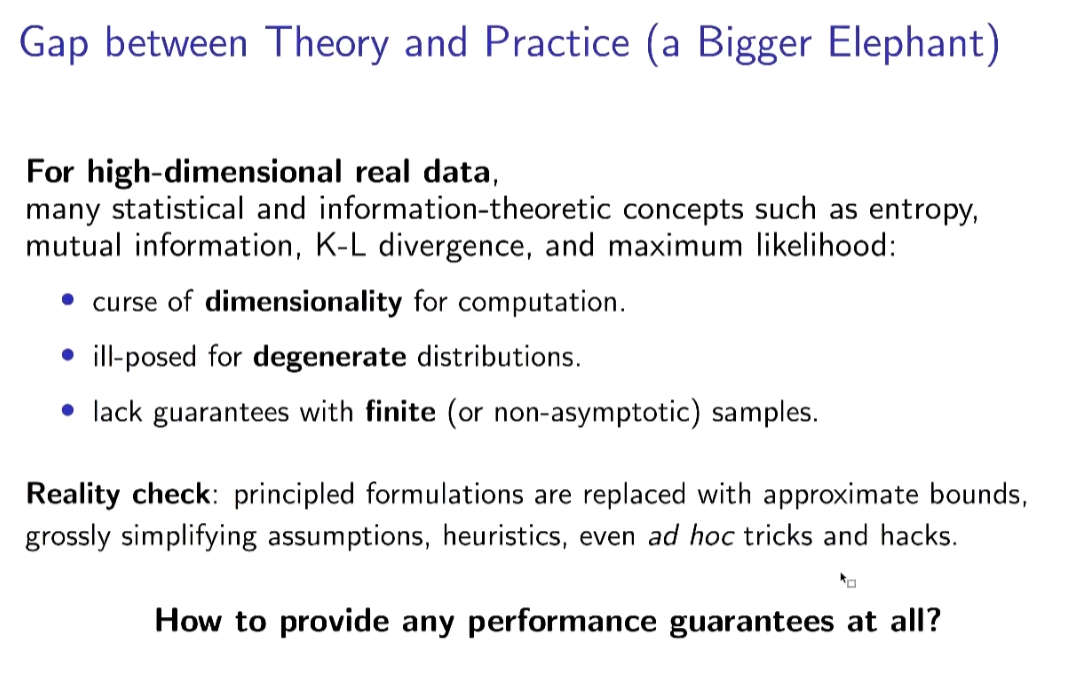 Gap between Theory and Practice (a Bigger Elephant)
For high-dimensional real data,
many statistical and information-theoretic concepts such as entropy,
mutual information, K-L divergence, and maximum likelihood:
• curse of dimensionality for computation.
• ill-posed for degenerate distributions.
• lack guarantees with finite (or non-asymptotic) samples.
Reality check: principled formulations are replaced with approximate bounds,
grossly simplifying assumptions, heuristics, even ad hoc tricks and hacks.
How to provide any performance guarantees at all?